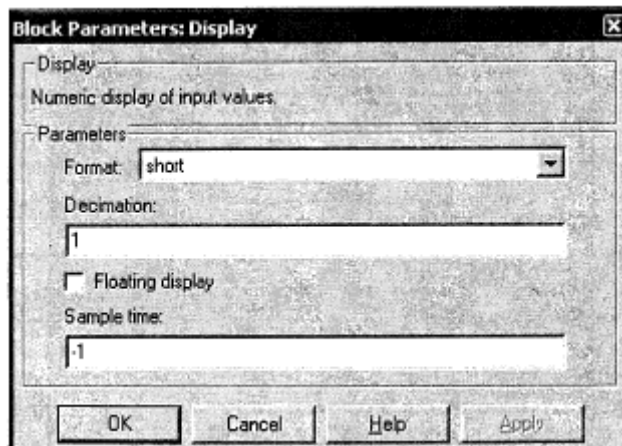 Block Parameters: Display
Display
Numeric display of input values.
Parameters
Format: short
Decimation:
1
Floating display
Sample time:
-1
OK Cancel Help Apply